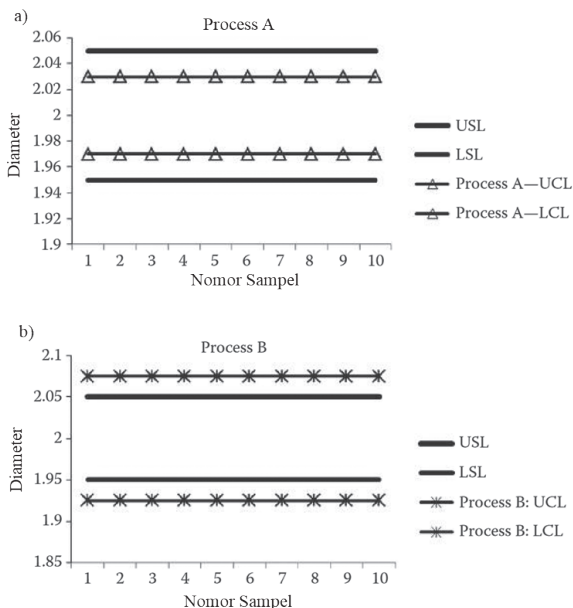 a)
Process A
2.06
2.04
2.02
2
1.98
1.96
1.94
1.92
1.9
Diameter
1 2 3 4 5 6 7 8 9 10
Nomor Sampel
USL
LSL
Process A—UCL
Process A—LCL
b)
Process B
2.1
2.05
2
1.95
1.9
1.85
Diameter
1 2 3 4 5 6 7 8 9 10
Nomor Sampel
USL
LSL
Process B: UCL
Process B: LCL